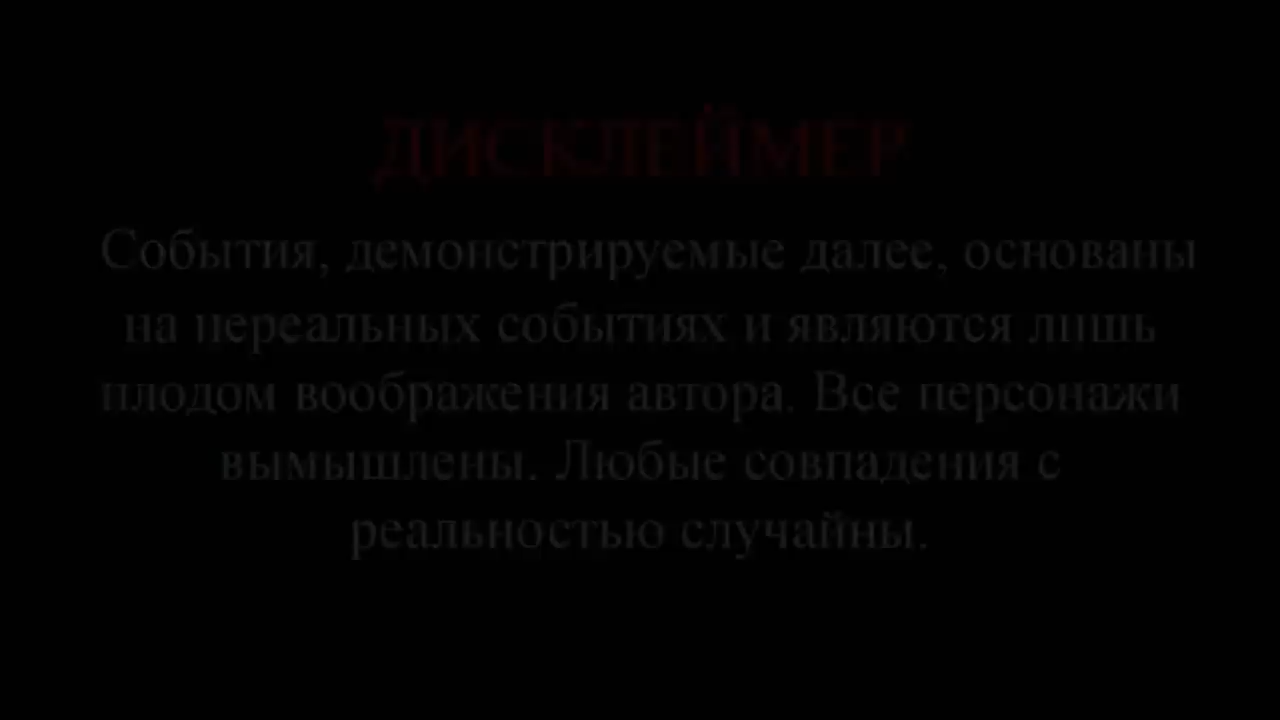 ДИСКЛЕЙМЕР
События, демонстрируемые далее, основаны
на нереальных событиях и являются лишь
плодом воображения автора. Все персонажи
вымышлены. Любые совпадения с
реальностью случайны.